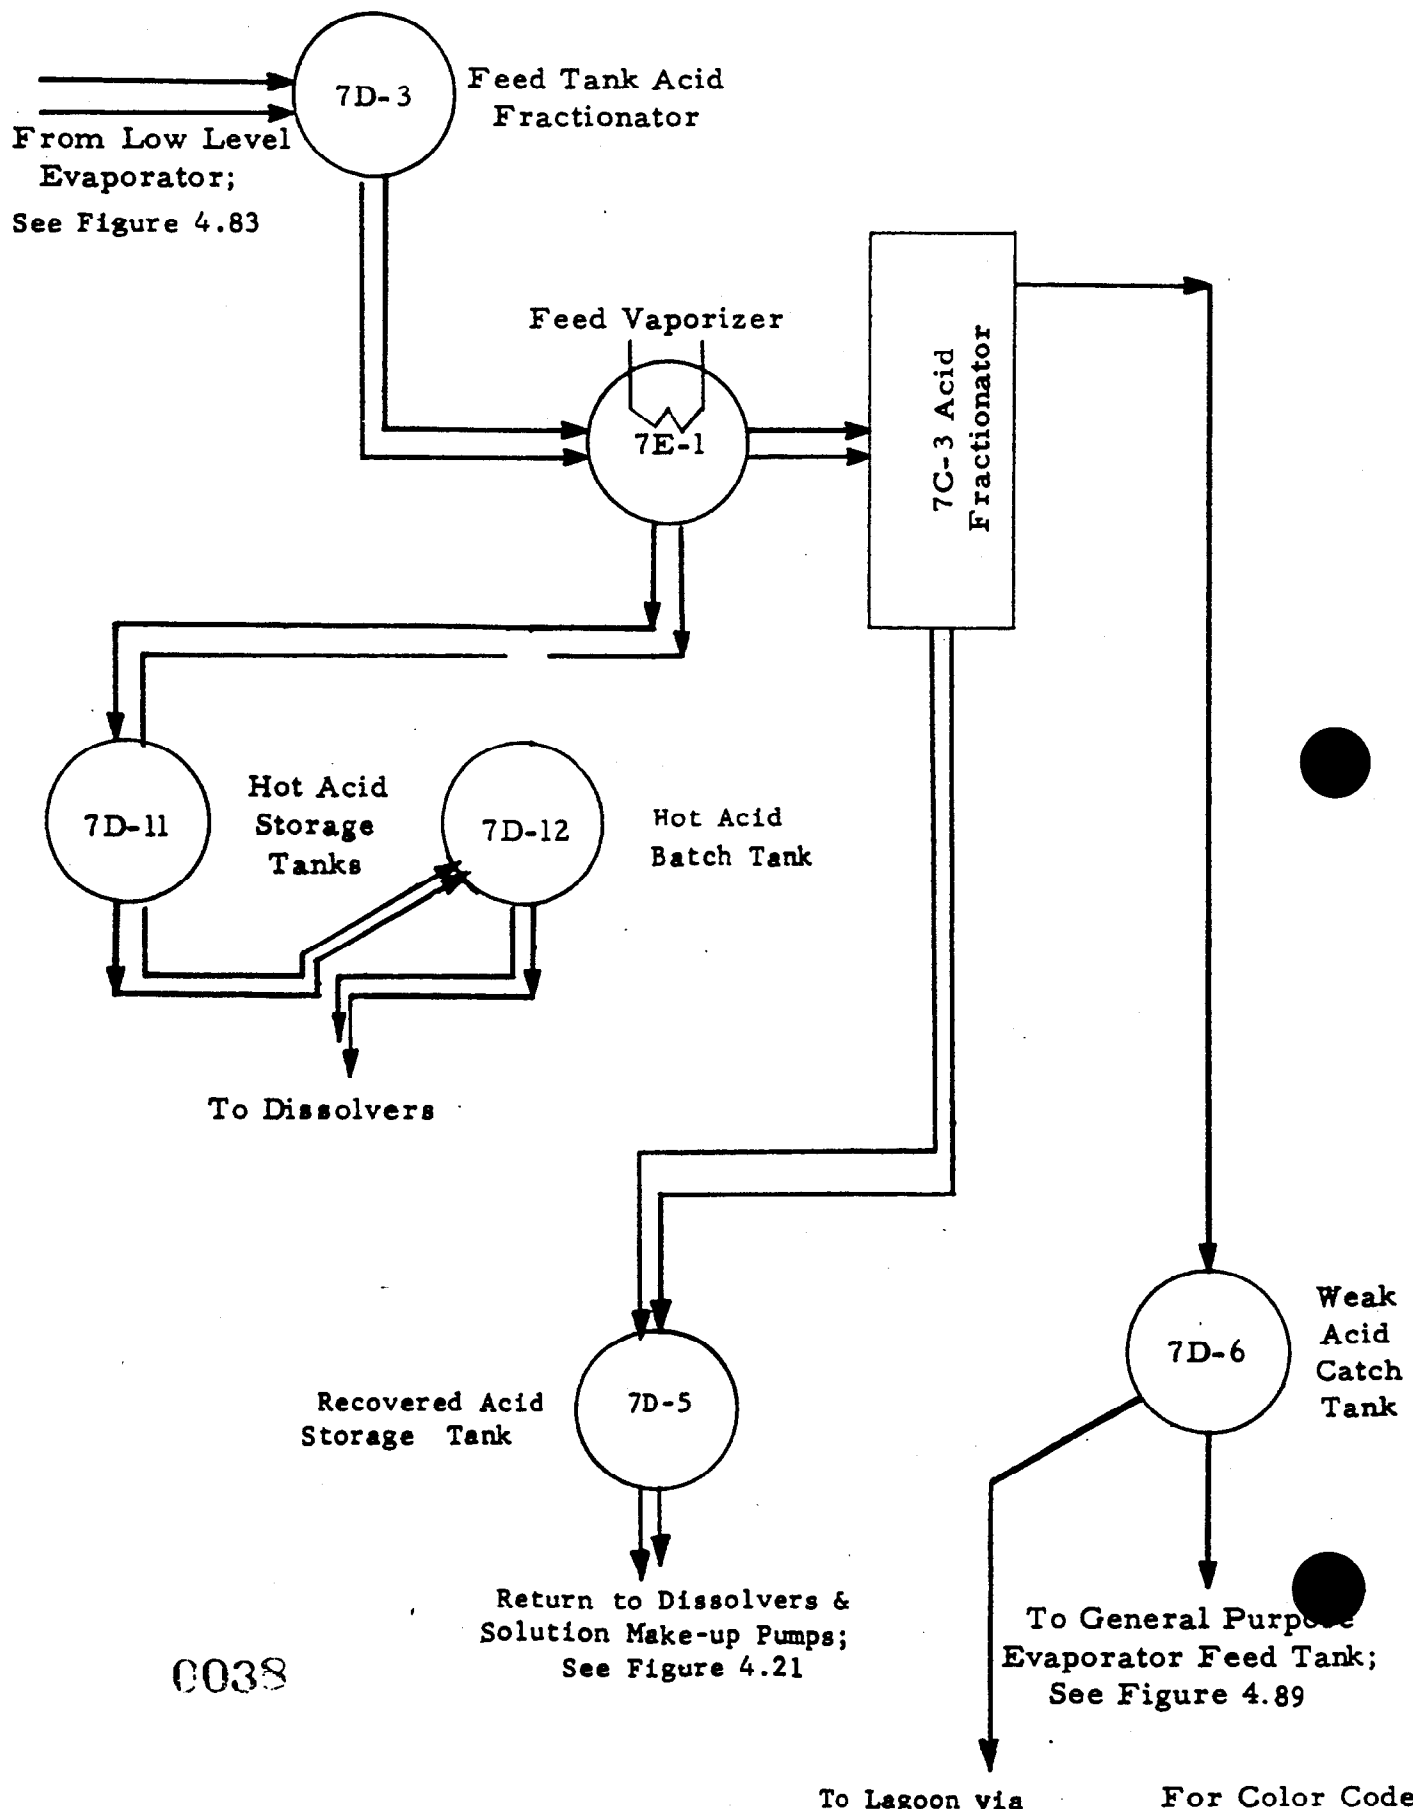 7D-3
Feed Tank Acid
Fractionator
From Low Level
Evaporator;
See Figure 4.83
Feed Vaporizer
7E-1
7C-3 Acid
Fractionator
7D-11
Hot Acid
Storage
Tanks
7D-12
Hot Acid
Batch Tank
To Dissolvers
Weak
Acid
Catch
Tank
7D-6
Recovered Acid
Storage Tank
7D-5
Return to Dissolvers &
Solution Make-up Pumps;
See Figure 4.21
To General Purpose
Evaporator Feed Tank;
See Figure 4.89
0038
To Lagoon via
For Color Code